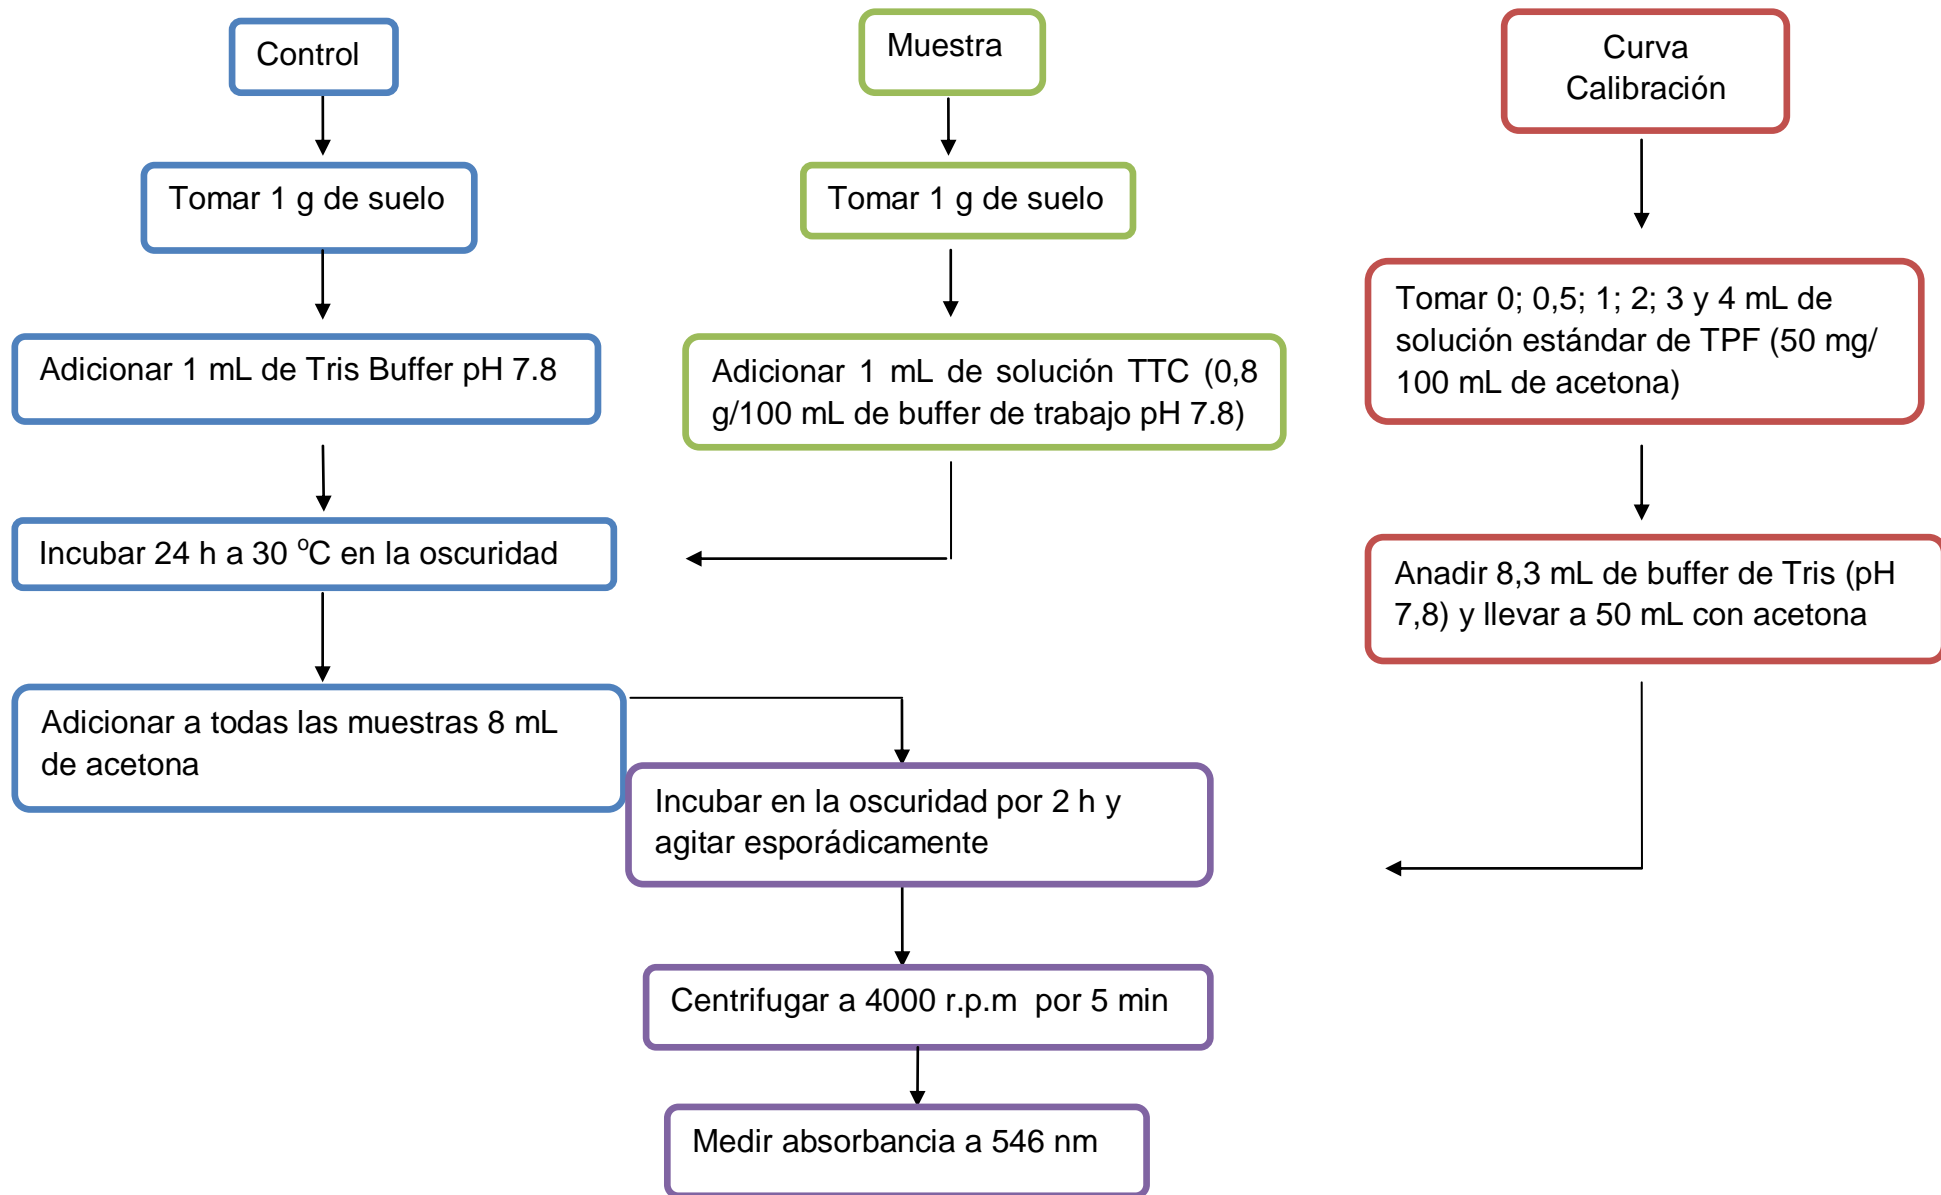 Control
Muestra
Curva
Calibración
Tomar 1 g de suelo
Tomar 1 g de suelo
Tomar 0; 0,5; 1; 2; 3 y 4 mL de
solución estándar de TPF (50 mg/
100 mL de acetona)
Adicionar 1 mL de Tris Buffer pH 7.8
Adicionar 1 mL de solución TTC (0,8
g/100 mL de buffer de trabajo pH 7.8)
Incubar 24 h a 30 ºC en la oscuridad
Anadir 8,3 mL de buffer de Tris (pH
7,8) y llevar a 50 mL con acetona
Adicionar a todas las muestras 8 mL
de acetona
Incubar en la oscuridad por 2 h y
agitar esporádicamente
Centrifugar a 4000 r.p.m  por 5 min
Medir absorbancia a 546 nm